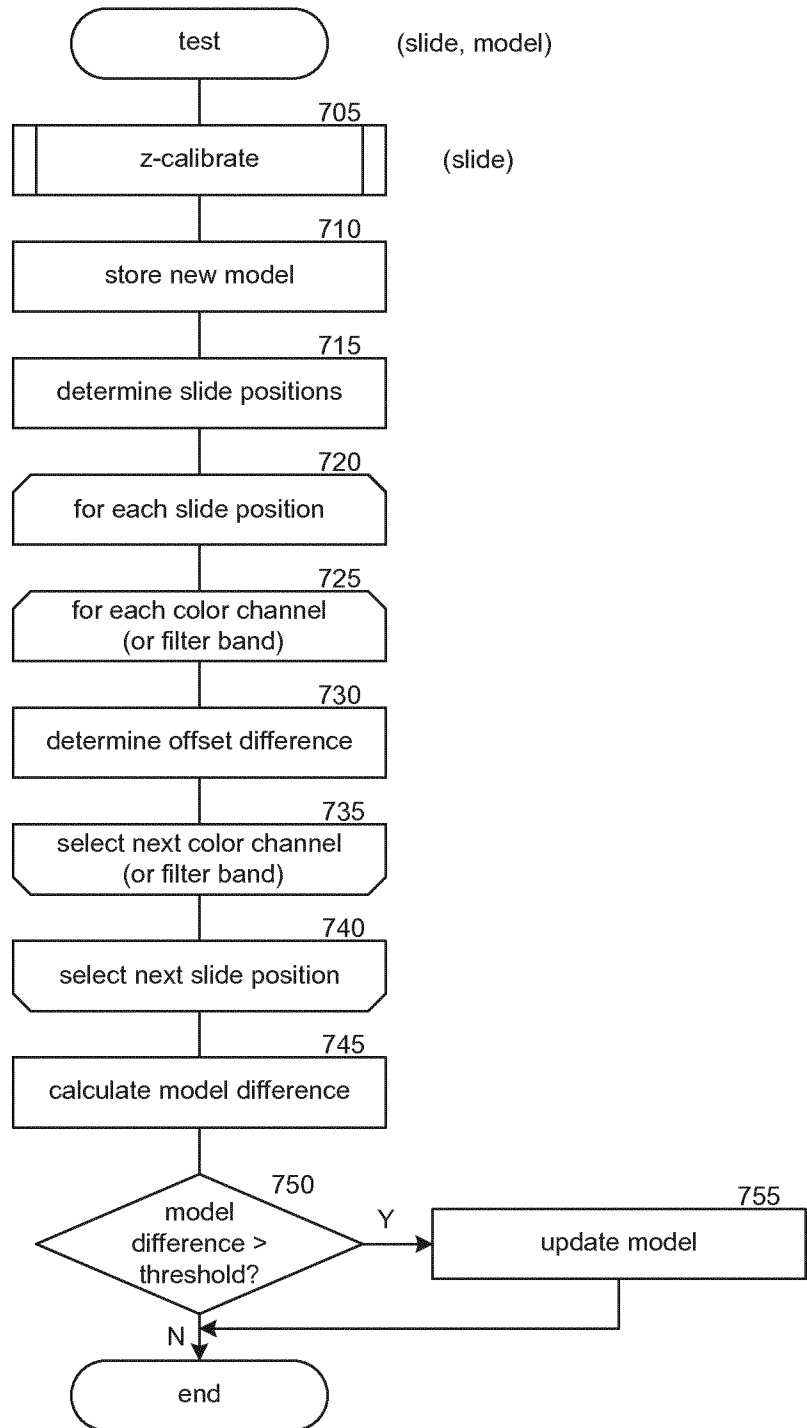 test
(slide, model)
705
z-calibrate
(slide)
710
store new model
715
determine slide positions
720
for each slide position
725
for each color channel
(or filter band)
730
determine offset difference
735
select next color channel
(or filter band)
740
select next slide position
745
calculate model difference
750
model
difference >
threshold?
Y
755
update model
N
end